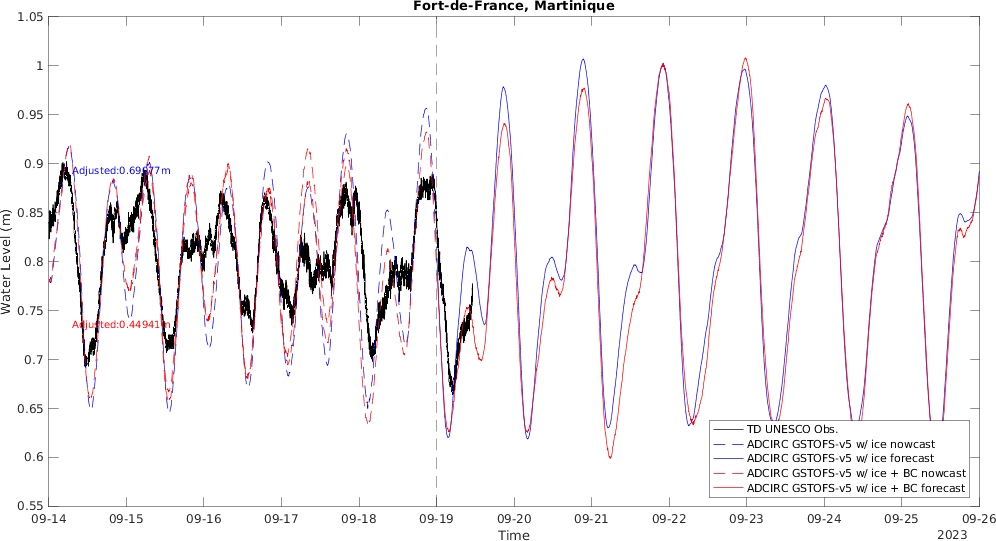 Fort-de-France, Martinique
1.05
1
0.95
0.9
0.85
0.8
0.75
0.7
0.65
0.6
0.55
Water Level (m)
Adjusted:0.44941m
TD UNESCO Obs.
ADCIRC GSTOFS-v5 w/ ice nowcast
ADCIRC GSTOFS-v5 w/ ice forecast
ADCIRC GSTOFS-v5 w/ ice + BC nowcast
ADCIRC GSTOFS-v5 w/ ice + BC forecast
09-14 09-15 09-16 09-17 09-18 09-19 09-20 09-21 09-22 09-23 09-24 09-25 09-26
Time
2023